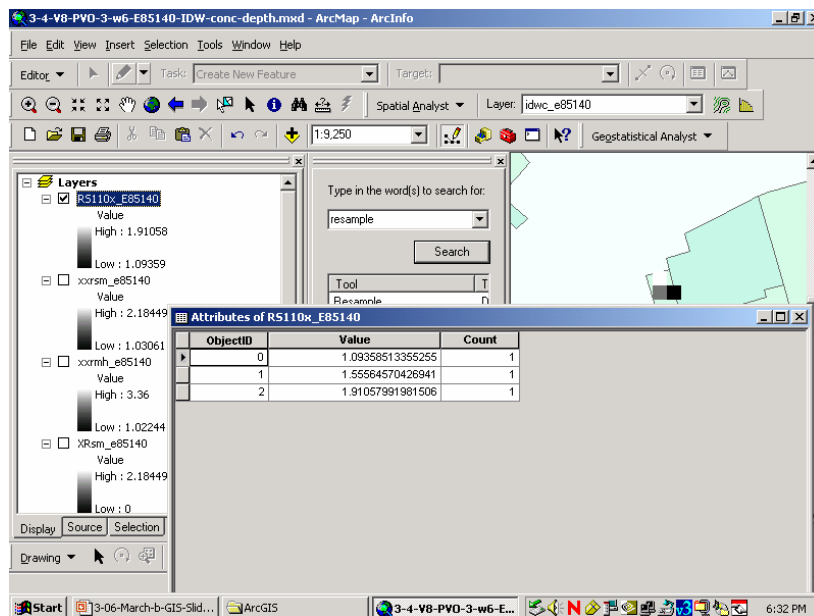 3-4-V8-PVO-3-w6-E85140-IDW-conc-depth.mxd - ArcMap - ArcInfo
File Edit View Insert Selection Tools Window Help
Editor Task: Create New Feature Target:
Spatial Analyst Layer: idwc_e85140
1:9,250 Geostatistical Analyst
Layers
RS110x_E85140
Value
High : 1.91058
Low : 1.09359
xxrsm_e85140
Value
High : 2.18449
Low : 1.03061
xxrmh_e85140
Value
High : 3.36
Low : 1.02244
XRsm_e85140
Value
High : 2.18449
Low : 0
Display Source Selection
Type in the word(s) to search for:
resample
Search
Tool T
Resample D
Attributes of RS110x_E85140
ObjectID Value Count
0 1.09358513355255 1
1 1.55564570426941 1
2 1.91057991981506 1
Drawing
Start 3-06-March-b-GIS-Slid... ArcGIS 3-4-V8-PVO-3-w6-E... 6:32 PM